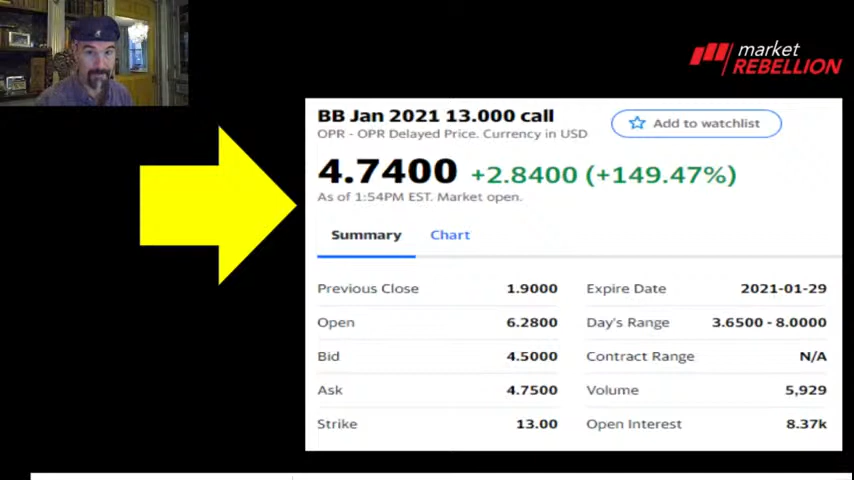 market
REBELLION
BB Jan 2021 13.000 call
Add to watchlist
OPR - OPR Delayed Price. Currency in USD
4.7400 +2.8400 (+149.47%)
As of 1:54PM EST. Market open.
Summary Chart
Previous Close 1.9000 Expire Date 2021-01-29
Open 6.2800 Day's Range 3.6500 - 8.0000
Bid 4.5000 Contract Range N/A
Ask 4.7500 Volume 5,929
Strike 13.00 Open Interest 8.37k